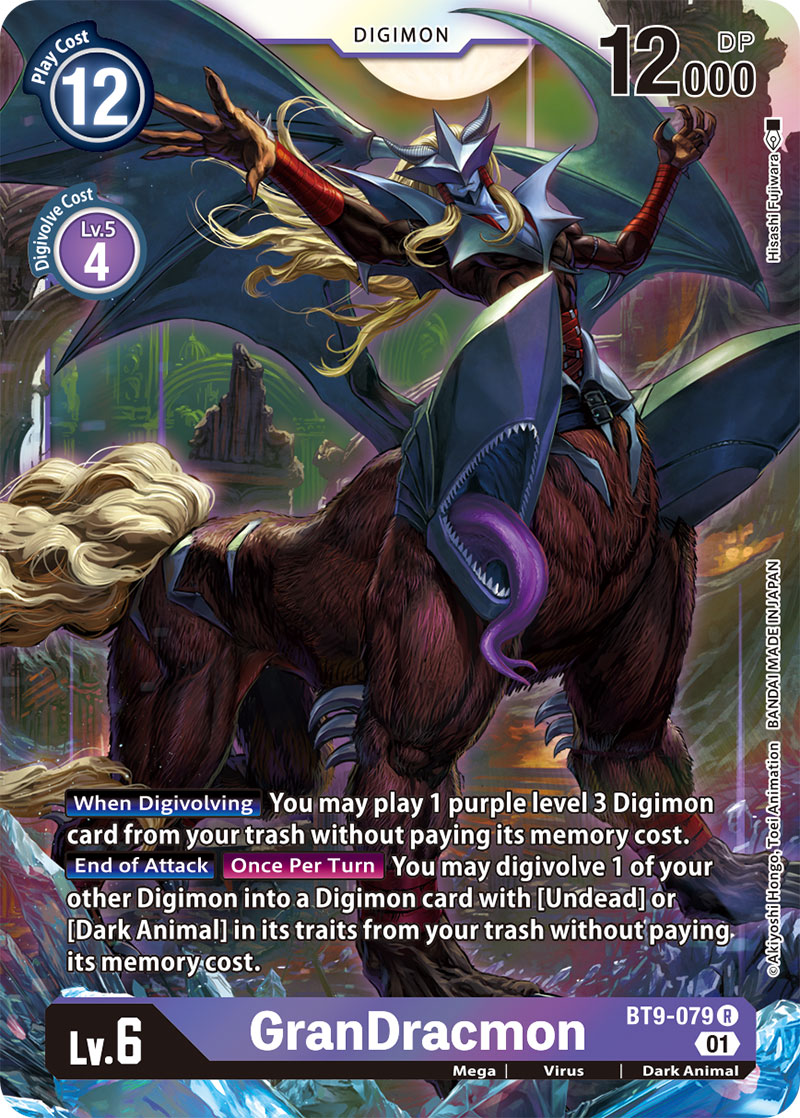 DIGIMON
Play Cost
12
12000
DP
Digivolve Cost
Lv.5
4
Hisashi Fujiwara
When Digivolving You may play 1 purple level 3 Digimon
card from your trash without paying its memory cost.
End of Attack Once Per Turn You may digivolve 1 of your
other Digimon into a Digimon card with [Undead] or
[Dark Animal] in its traits from your trash without paying
its memory cost.
©Akiyoshi Hongo, Toei Animation BANDAI MADE IN JAPAN
Lv.6
GranDracmon
BT9-079 R
01
Mega | Virus | Dark Animal